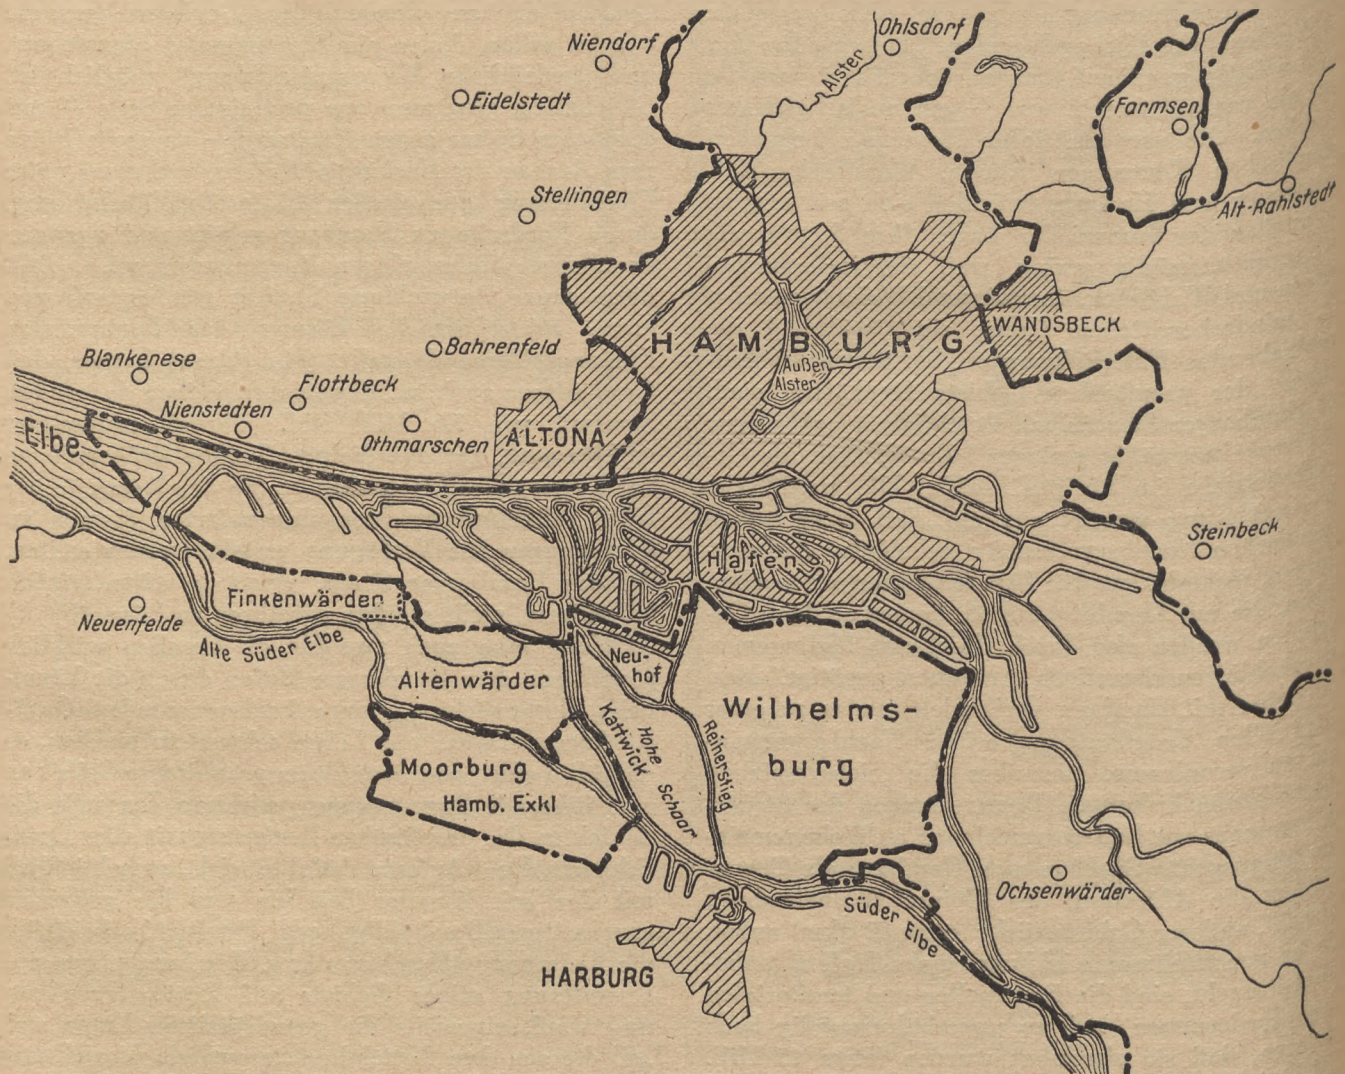 Niendorf
Ohlsdorf
Alster
Eidelstedt
Farmsen
Stellingen
Alt-Rahlstedt
HAMBURG
WANDSBECK
Bahrenfeld
Blankenese
Außen
Alster
Flottbeck
Nienstedten
Othmarschen
ALTONA
Elbe
Steinbeck
Hafen
Finkenwärder
Neuenfelde
Alte Süder Elbe
Neu-
hof
Altenwärder
Wilhelms-
burg
Kattwick
Hohe
Schaar
Reiherstieg
Moorburg
Hamb. Exkl
Ochsenwärder
Süder Elbe
HARBURG